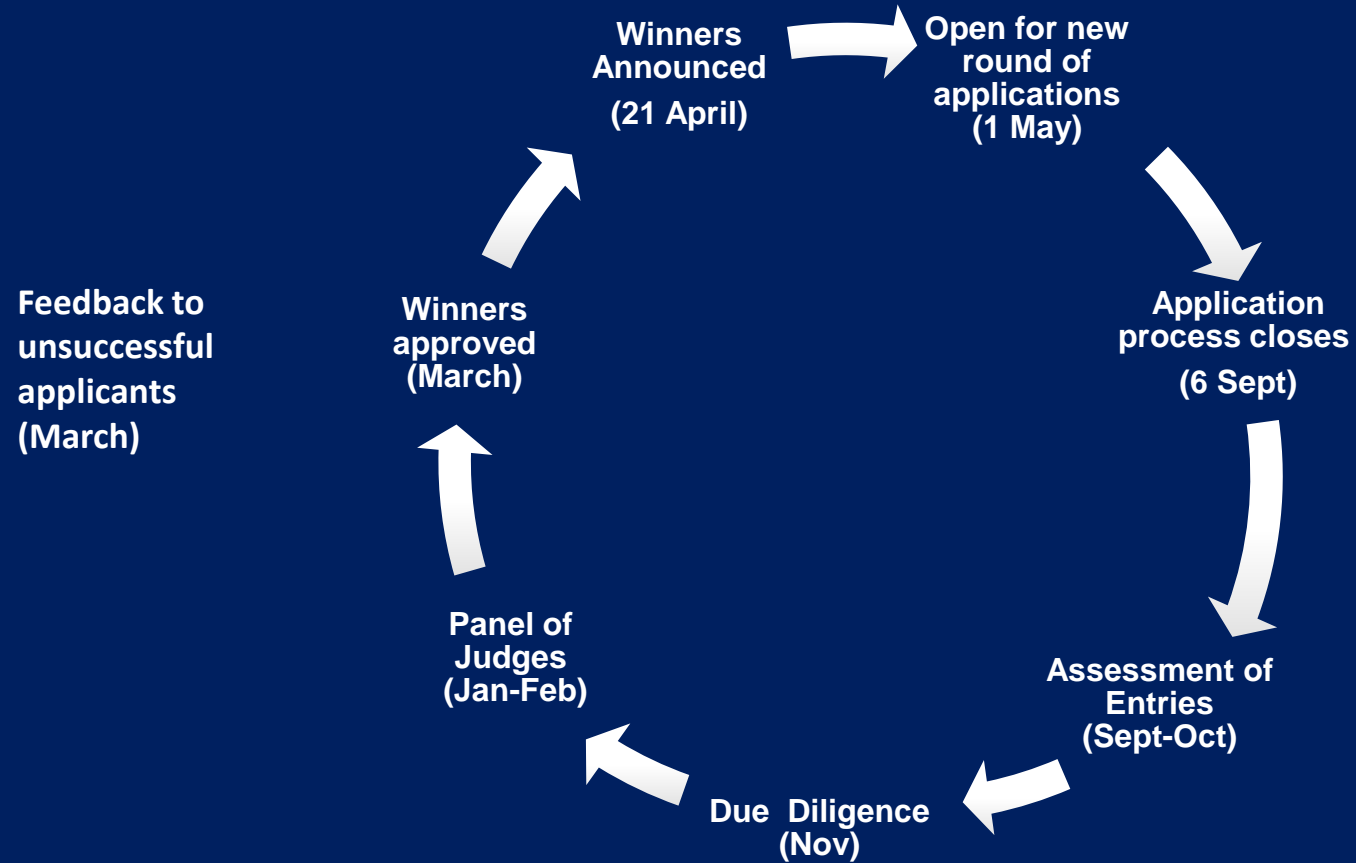 Winners
Announced
(21 April)
Open for new
round of
applications
(1 May)
Application
process closes
(6 Sept)
Assessment of
Entries
(Sept-Oct)
Due Diligence
(Nov)
Panel of
Judges
(Jan-Feb)
Winners
approved
(March)
Feedback to
unsuccessful
applicants
(March)